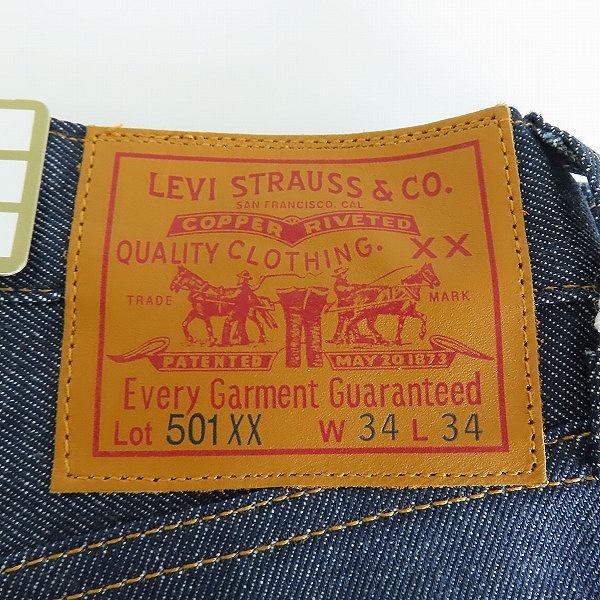 LEVI STRAUSS & CO.
SAN FRANCISCO, CAL
COPPER RIVETED
QUALITY CLOTHING. XX
TRADE MARK
PATENTED MAY 20 1873
Every Garment Guaranteed
Lot 501XX W 34 L 34